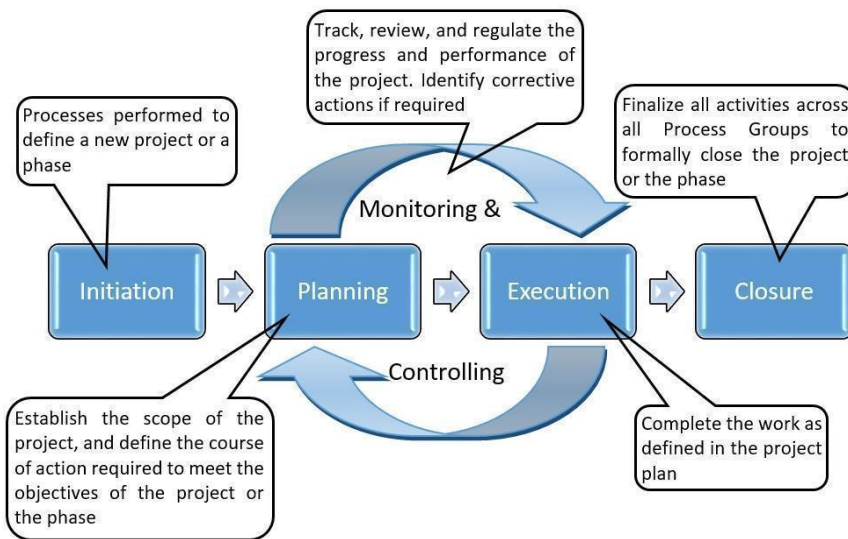 Track, review, and regulate the
progress and performance of
the project. Identify corrective
actions if required
Processes performed to
define a new project or a
phase
Finalize all activities across
all Process Groups to
formally close the project
or the phase
Monitoring &
Initiation
Planning
Execution
Closure
Controlling
Establish the scope of the
project, and define the course
of action required to meet the
objectives of the project or
the phase
Complete the work as
defined in the project
plan